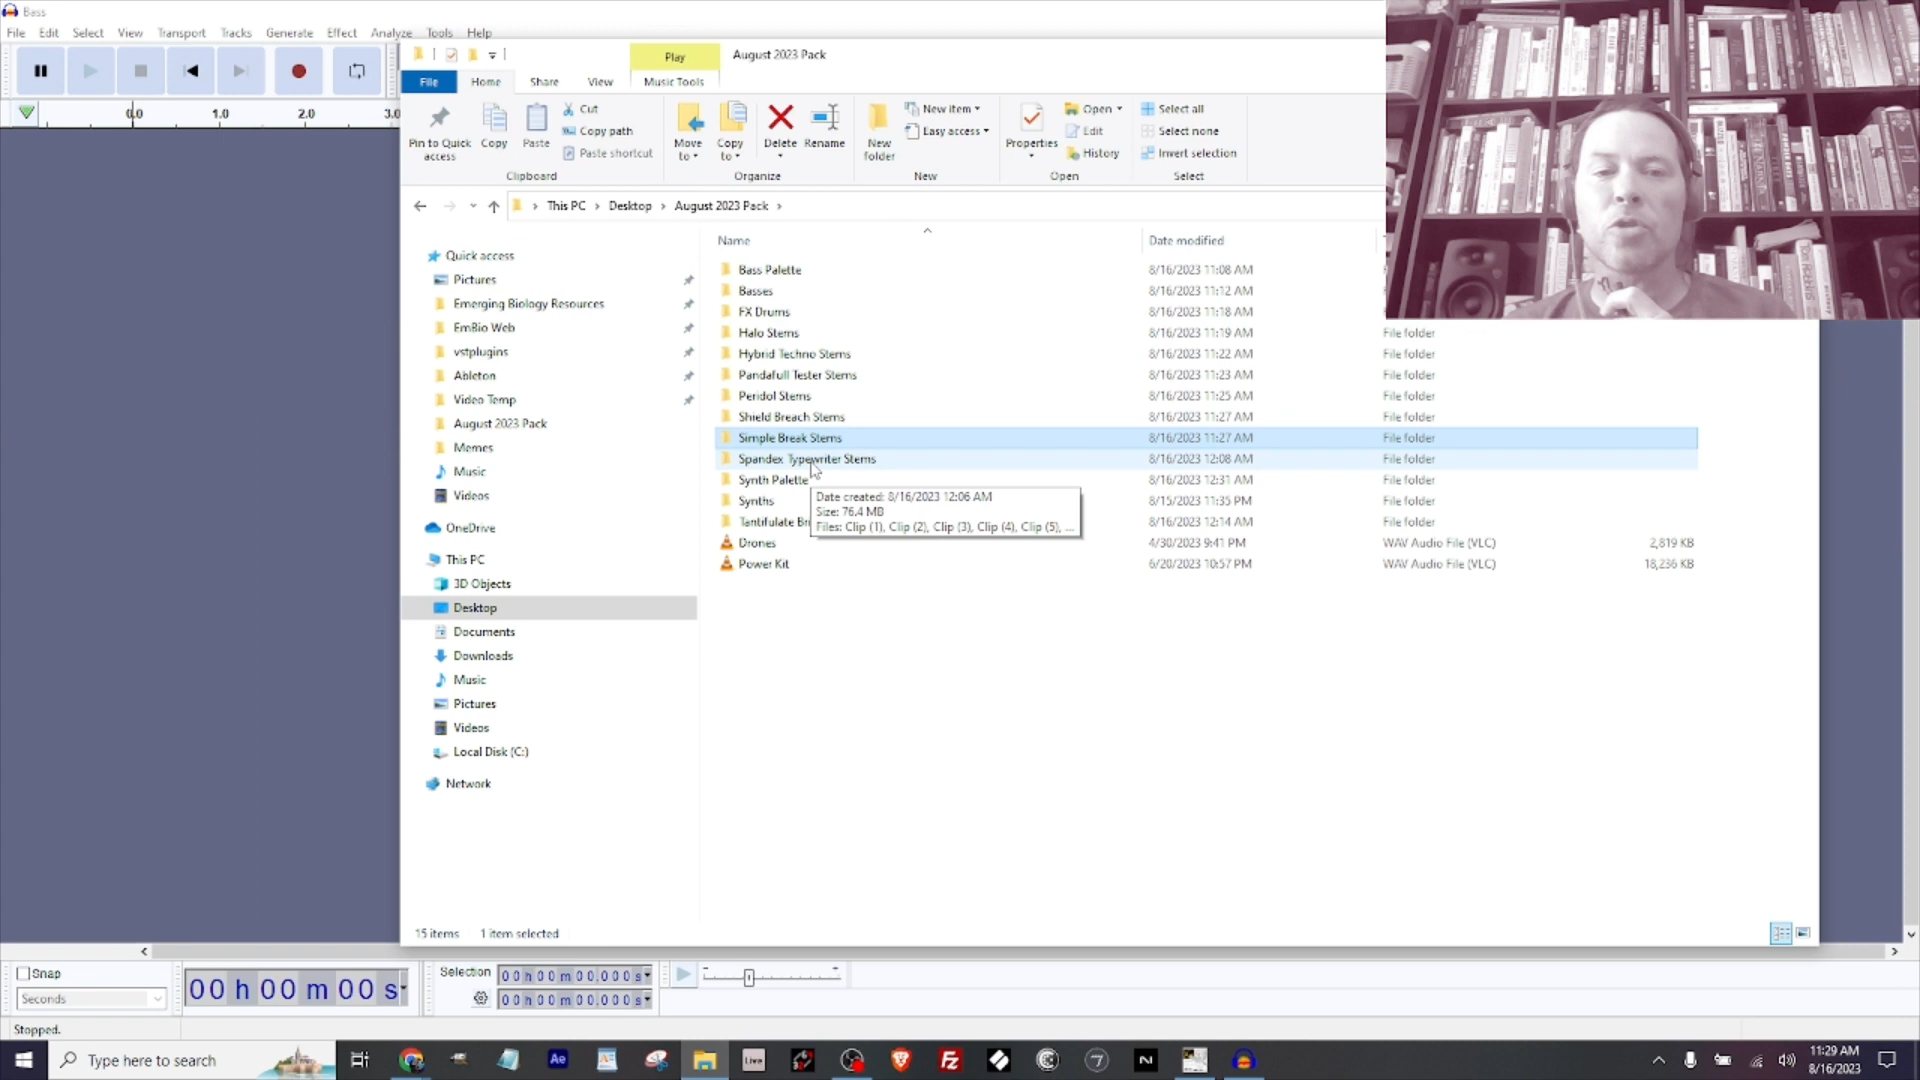 Bass
File Edit Select View Transport Tracks Generate Effect Analyze Tools Help
0.0 1.0 2.0 3.0
Play
August 2023 Pack
File Home Share View Music Tools
Pin to Quick access
Copy
Paste
Cut
Copy path
Paste shortcut
Clipboard
Move to
Copy to
Delete
Rename
Organize
New folder
New item
Easy access
New
Properties
Open
Edit
History
Open
Select all
Select none
Invert selection
Select
This PC > Desktop > August 2023 Pack >
Quick access
Pictures
Emerging Biology Resources
EmBio Web
vstplugins
Ableton
Video Temp
August 2023 Pack
Memes
Music
Videos
OneDrive
This PC
3D Objects
Desktop
Documents
Downloads
Music
Pictures
Videos
Local Disk (C:)
Network
Name Date modified
Bass Palette 8/16/2023 11:08 AM
Basses 8/16/2023 11:12 AM
FX Drums 8/16/2023 11:18 AM
Halo Stems 8/16/2023 11:19 AM File folder
Hybrid Techno Stems 8/16/2023 11:22 AM File folder
Pandafull Tester Stems 8/16/2023 11:23 AM File folder
Peridol Stems 8/16/2023 11:25 AM File folder
Shield Breach Stems 8/16/2023 11:27 AM File folder
Simple Break Stems 8/16/2023 11:27 AM File folder
Spandex Typewriter Stems 8/16/2023 12:08 AM File folder
Synth Palette 8/16/2023 12:31 AM File folder
Synths 8/15/2023 11:35 PM File folder
Tantifulate Br 8/16/2023 12:14 AM File folder
Drones 4/30/2023 9:41 PM WAV Audio File (VLC) 2,819 KB
Power Kit 6/20/2023 10:57 PM WAV Audio File (VLC) 18,236 KB
Date created: 8/16/2023 12:06 AM
Size: 76.4 MB
Files: Clip (1), Clip (2), Clip (3), Clip (4), Clip (5), ...
15 items 1 item selected
Snap
Seconds
00 h 00 m 00 s
Selection
00 h 00 m 00.000 s
00 h 00 m 00.000 s
Stopped.
Type here to search
Ae
Live
Fz
7
N
11:29 AM
8/16/2023